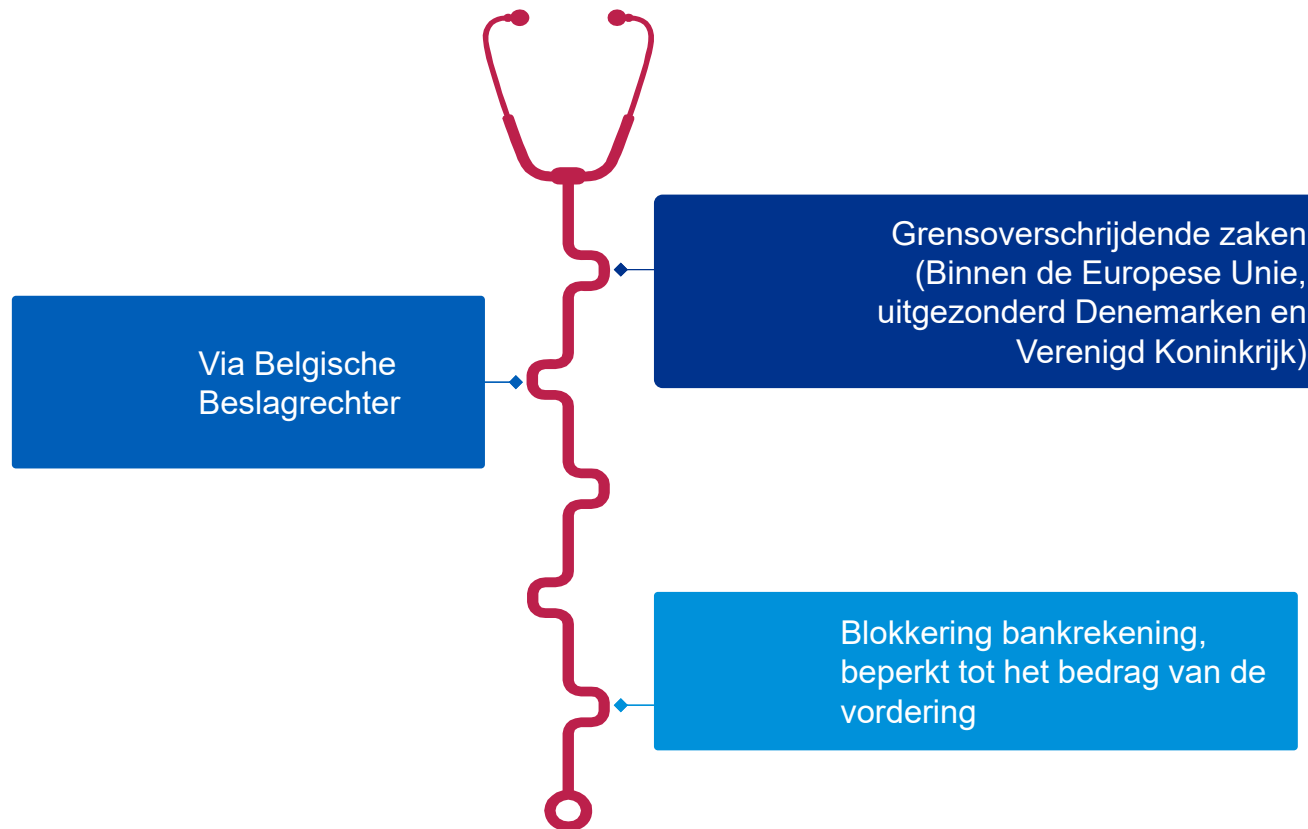 Grensoverschrijdende zaken
(Binnen de Europese Unie,
uitgezonderd Denemarken en
Verenigd Koninkrijk)
Via Belgische
Beslagrechter
Blokkering bankrekening,
beperkt tot het bedrag van de
vordering